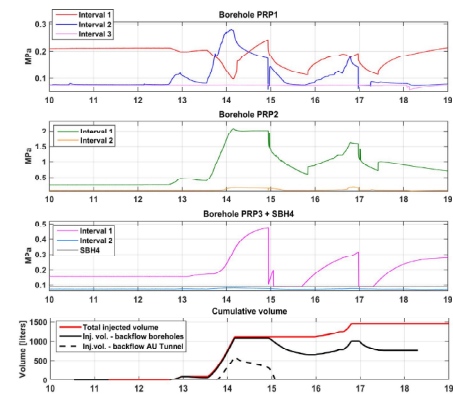 Borehole PRP1
Interval 1
Interval 2
Interval 3
MPa
0.3
0.2
0.1
10 11 12 13 14 15 16 17 18 19
Borehole PRP2
Interval 1
Interval 2
MPa
2
1.5
1
0.5
10 11 12 13 14 15 16 17 18 19
Borehole PRP3 + SBH4
Interval 1
Interval 2
SBH4
MPa
0.5
0.4
0.3
0.2
0.1
10 11 12 13 14 15 16 17 18 19
Cumulative volume
Total injected volume
Inj. vol. - backflow boreholes
Inj.vol. - backflow AU Tunnel
Volume [liters]
1500
1000
500
0
10 11 12 13 14 15 16 17 18 19